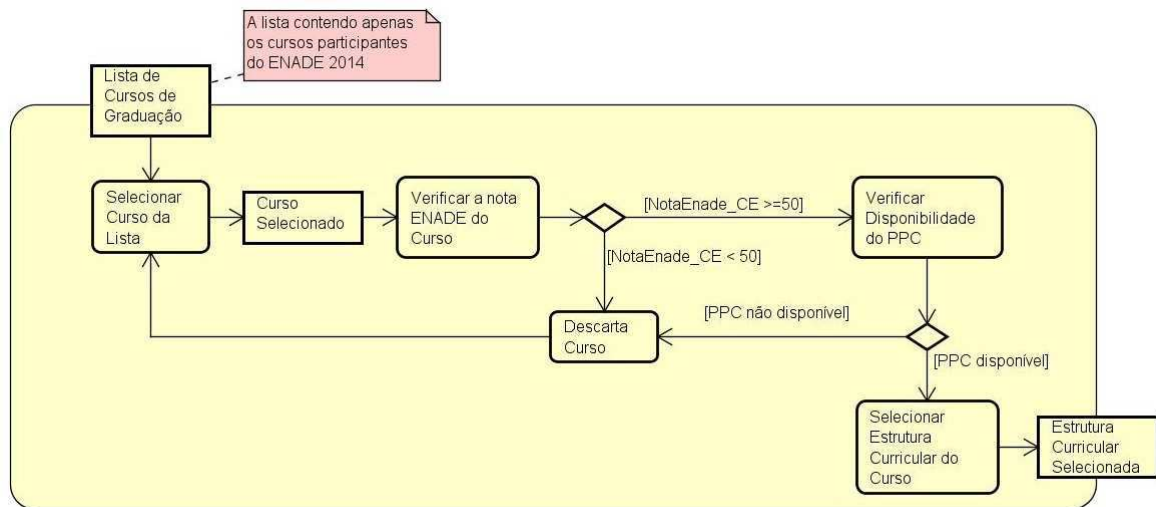 A lista contendo apenas
os cursos participantes
do ENADE 2014
Lista de
Cursos de
Graduação
Selecionar
Curso da
Lista
Curso
Selecionado
Verificar a nota
ENADE do
Curso
[NotaEnade_CE >=50]
Verificar
Disponibilidade
do PPC
[NotaEnade_CE < 50]
Descarta
Curso
[PPC não disponível]
[PPC disponível]
Selecionar
Estrutura
Curricular do
Curso
Estrutura
Curricular
Selecionada